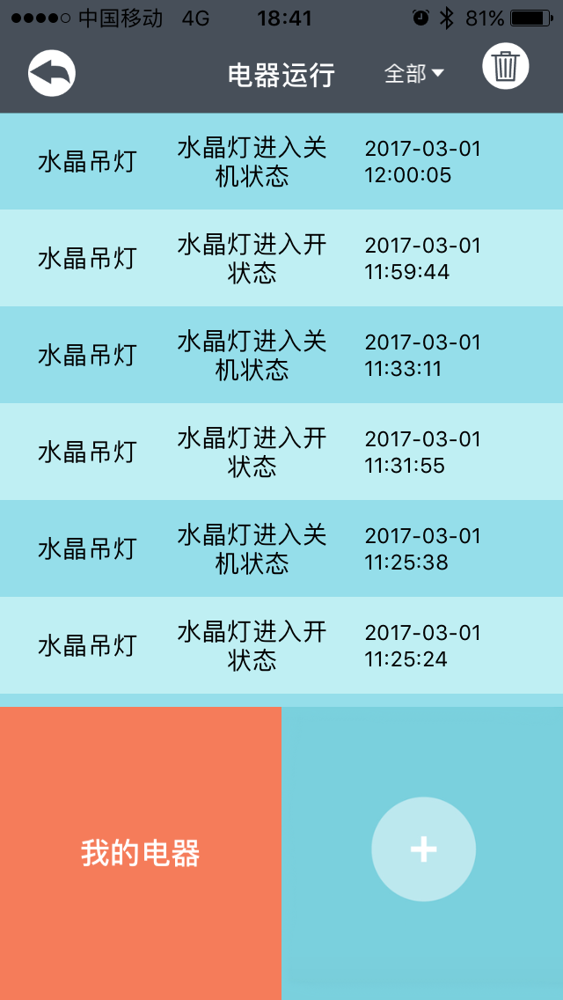 中国移动 4G 18:41 81%
电器运行 全部
水晶吊灯
水晶灯进入关
机状态
2017-03-01
12:00:05
水晶吊灯
水晶灯进入开
状态
2017-03-01
11:59:44
水晶吊灯
水晶灯进入关
机状态
2017-03-01
11:33:11
水晶吊灯
水晶灯进入开
状态
2017-03-01
11:31:55
水晶吊灯
水晶灯进入关
机状态
2017-03-01
11:25:38
水晶吊灯
水晶灯进入开
状态
2017-03-01
11:25:24
我的电器
+